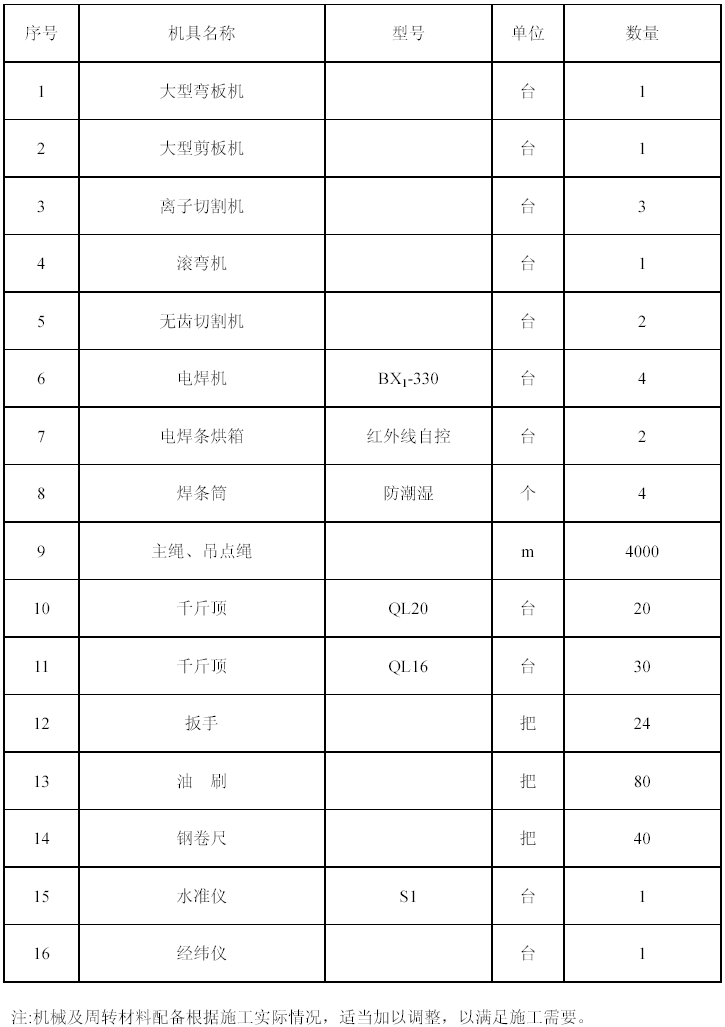 序号 机具名称 型号 单位 数量
1 大型弯板机 台 1
2 大型剪板机 台 1
3 离子切割机 台 3
4 滚弯机 台 1
5 无齿切割机 台 2
6 电焊机 BX₁-330 台 4
7 电焊条烘箱 红外线自控 台 2
8 焊条筒 防潮湿 个 4
9 主绳、吊点绳 m 4000
10 千斤顶 QL20 台 20
11 千斤顶 QL16 台 30
12 扳手 把 24
13 油 刷 把 80
14 钢卷尺 把 40
15 水准仪 S1 台 1
16 经纬仪 台 1
注:机械及周转材料配备根据施工实际情况，适当加以调整，以满足施工需要。